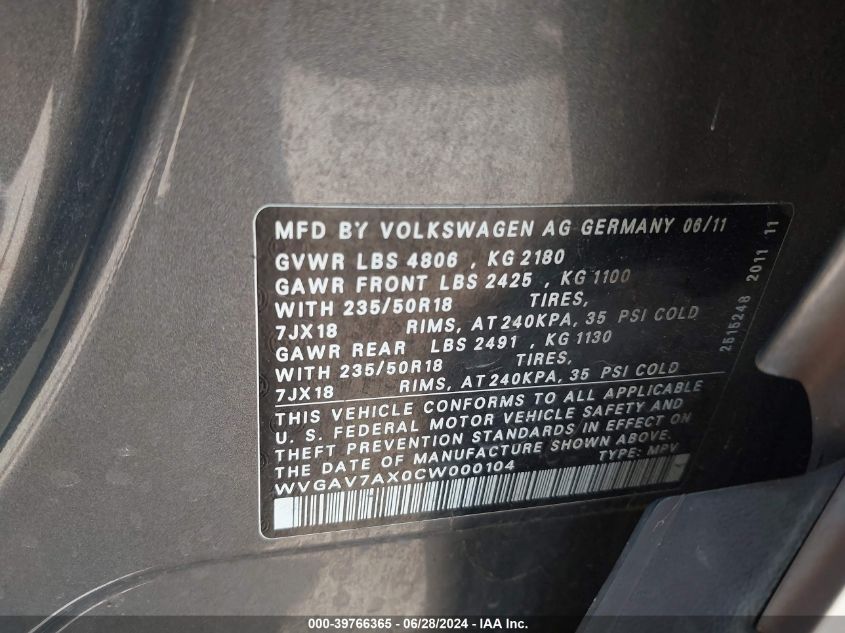 MFD BY VOLKSWAGEN AG GERMANY 06/11
GVWR LBS 4806 , KG 2180
GAWR FRONT LBS 2425 , KG 1100
WITH 235/50R18 TIRES,
7JX18 RIMS, AT 240KPA, 35 PSI COLD
GAWR REAR LBS 2491 , KG 1130
WITH 235/50R18 TIRES,
7JX18 RIMS, AT 240KPA, 35 PSI COLD
THIS VEHICLE CONFORMS TO ALL APPLICABLE
U. S. FEDERAL MOTOR VEHICLE SAFETY AND
THEFT PREVENTION STANDARDS IN EFFECT ON
THE DATE OF MANUFACTURE SHOWN ABOVE.
WVGAV7AX0CW000104 TYPE: MPV
2515248 2011 11
000-39766365 - 06/28/2024 - IAA Inc.